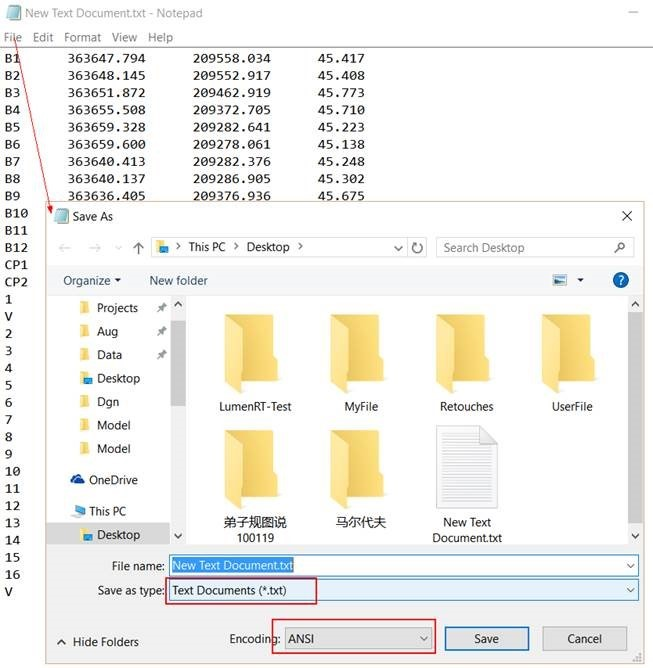 New Text Document.txt - Notepad
File Edit Format View Help
B1 363647.794 209558.034 45.417
B2 363648.145 209552.917 45.408
B3 363651.872 209462.919 45.773
B4 363655.508 209372.705 45.710
B5 363659.328 209282.641 45.223
B6 363659.600 209278.061 45.138
B7 363640.413 209282.376 45.248
B8 363640.137 209286.905 45.302
B9 363636.405 209376.936 45.675
B10
B11
B12
CP1
CP2
1
V
2
3
4
5
6
7
8
9
10
11
12
13
14
15
16
V
Save As
This PC > Desktop >
Search Desktop
Organize New folder
?
Projects
Aug
Data
Desktop
Dgn
Model
Model
OneDrive
This PC
Desktop
LumenRT-Test MyFile Retouches UserFile
弟子规图说 马尔代夫 New Text
100119 Document.txt
File name: New Text Document.txt
Save as type: Text Documents (*.txt)
Hide Folders Encoding: ANSI Save Cancel